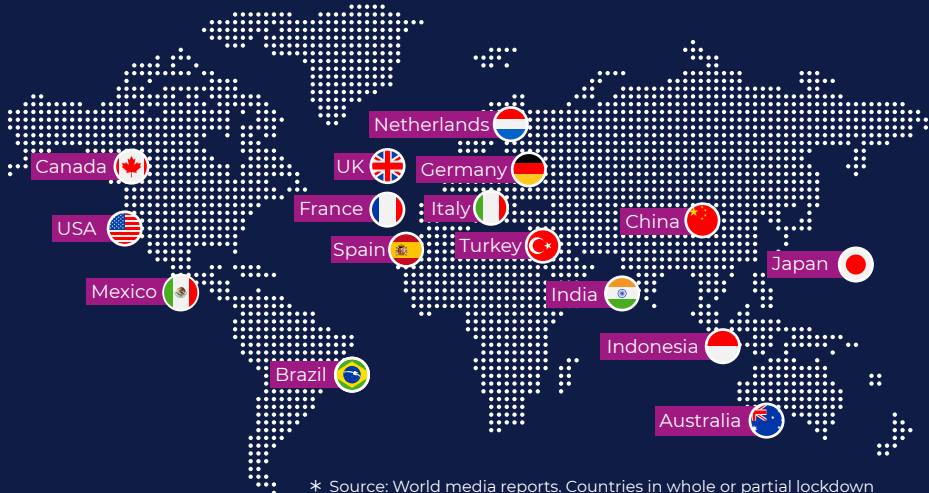 Netherlands
Canada
UK
Germany
France
Italy
USA
China
Spain
Turkey
Japan
Mexico
India
Indonesia
Brazil
Australia
* Source: World media reports. Countries in whole or partial lockdown